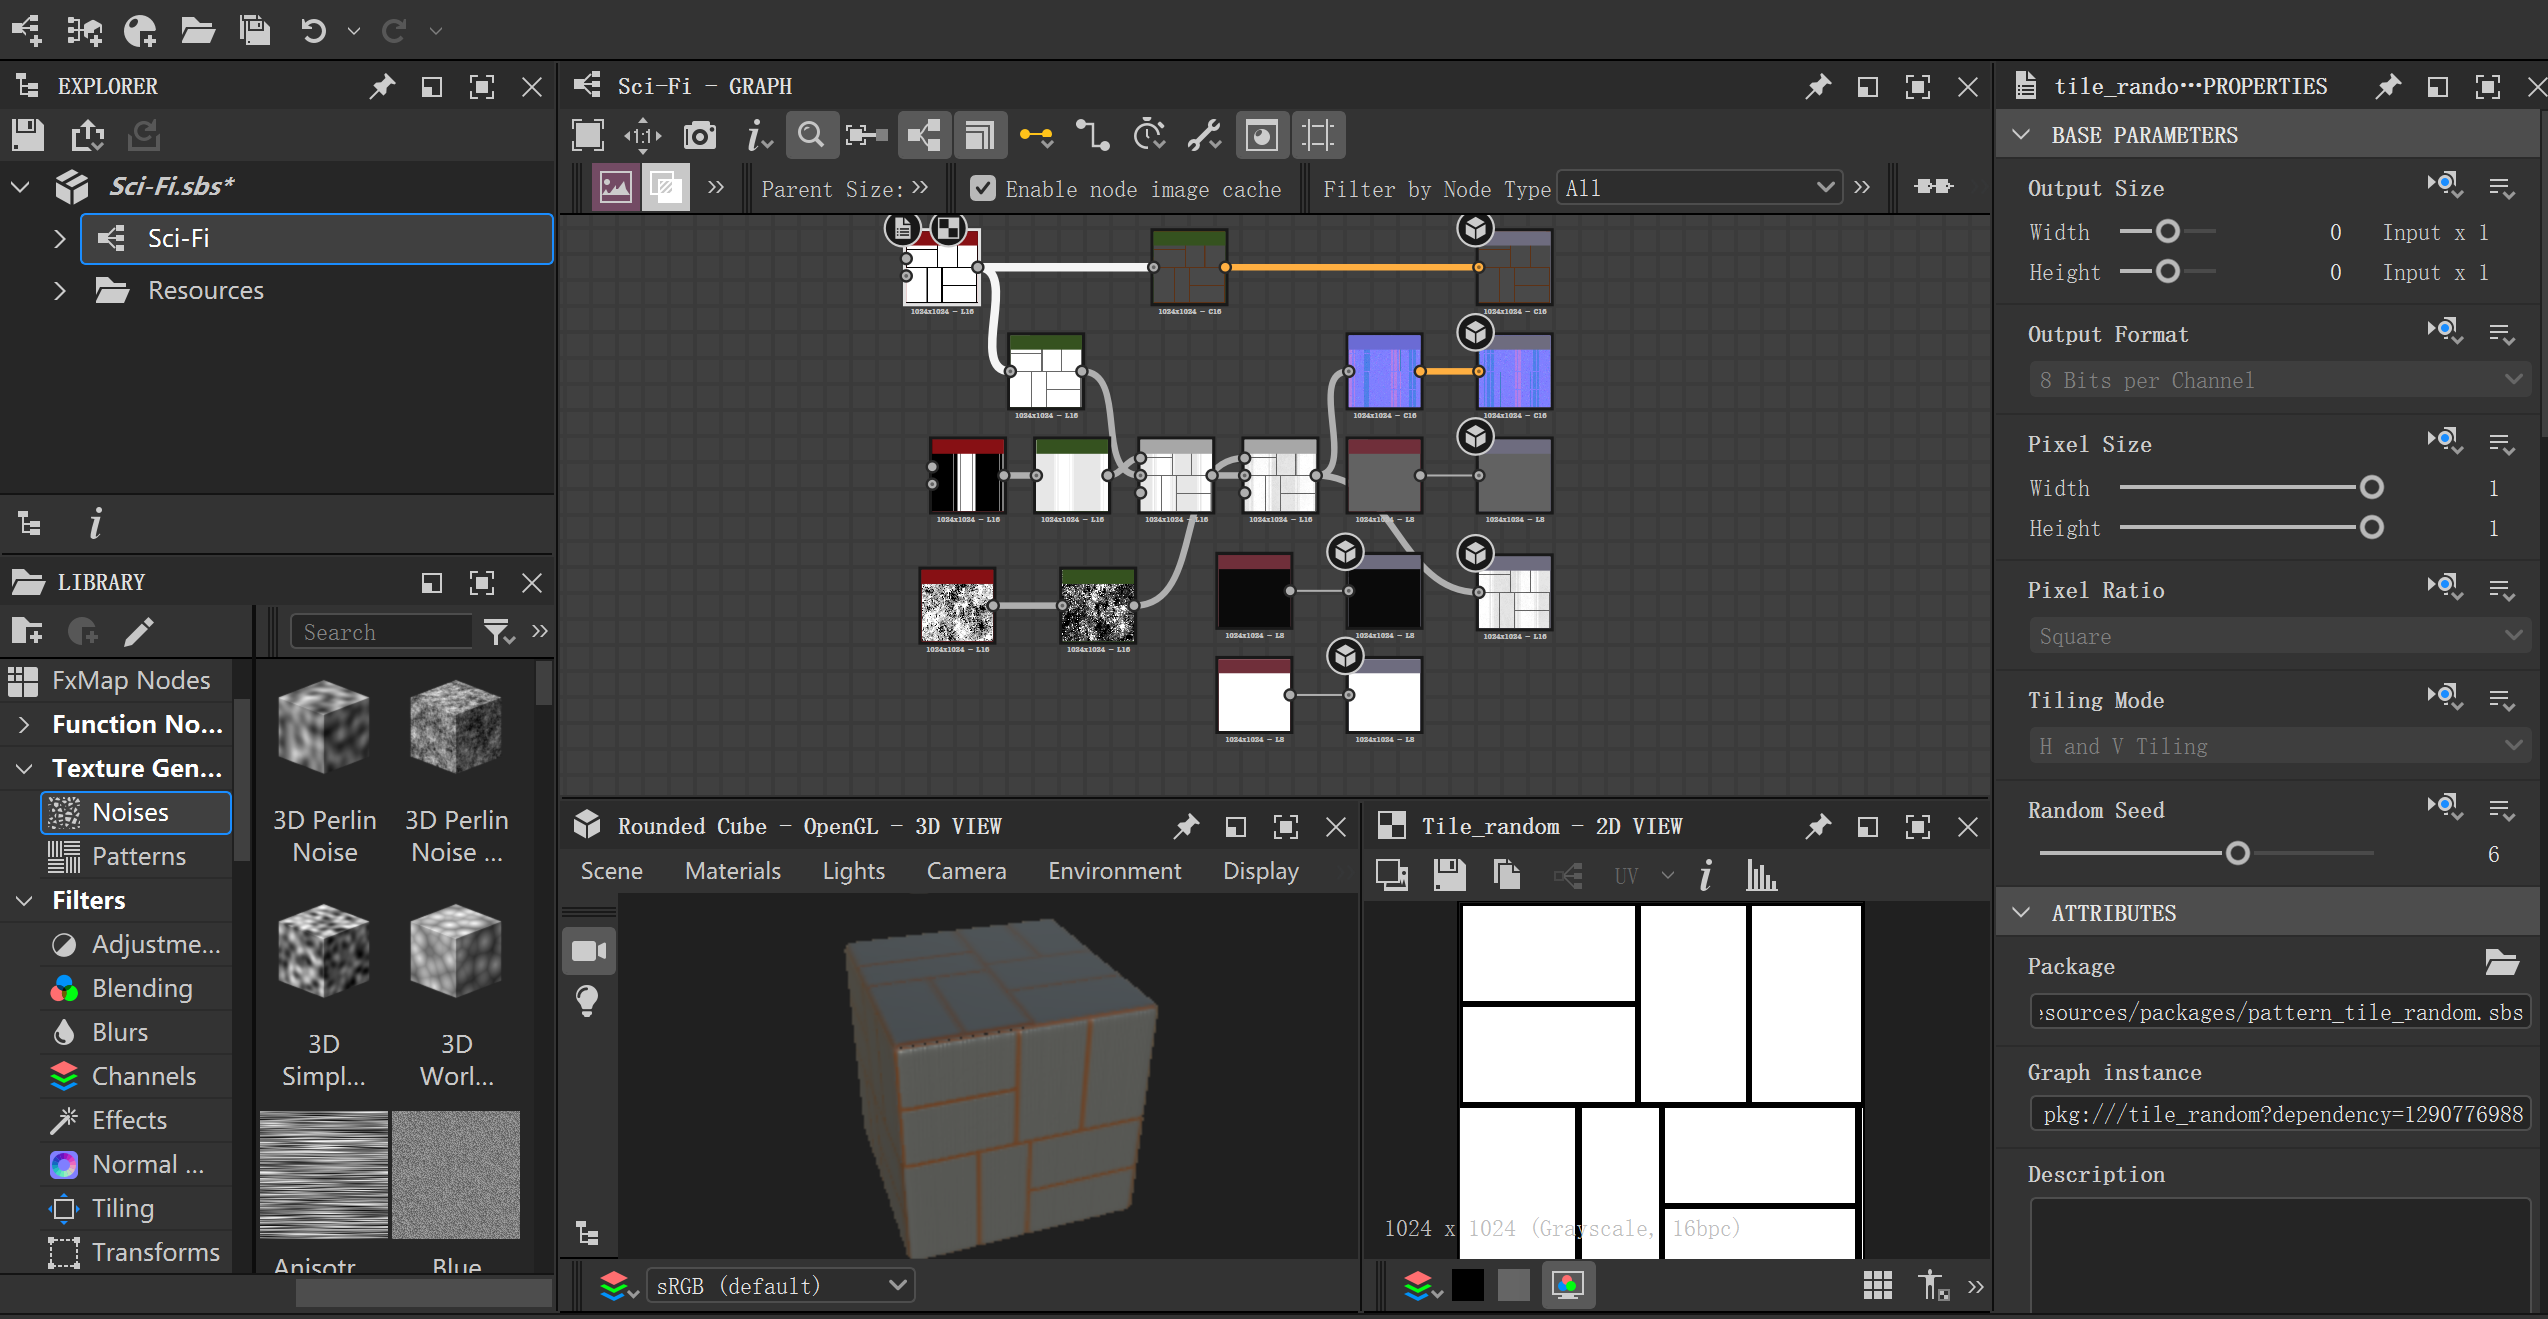 EXPLORER
Sci-Fi.sbs*
Sci-Fi
Resources
LIBRARY
Search
FxMap Nodes
Function No...
Texture Gen...
Noises
Patterns
Filters
Adjustme...
Blending
Blurs
Channels
Effects
Normal ...
Tiling
Transforms
3D Perlin
Noise
3D Perlin
Noise ...
3D
Simpl...
3D
Worl...
Anisotr
Blue
Sci-Fi - GRAPH
Parent Size:
Enable node image cache
Filter by Node Type
All
1024x1024 - L16
1024x1024 - C16
1024x1024 - C16
1024x1024 - L16
1024x1024 - C16
1024x1024 - C16
1024x1024 - L16
1024x1024 - L16
1024x1024 - L16
1024x1024 - L16
1024x1024 - L8
1024x1024 - L8
1024x1024 - L16
1024x1024 - L16
1024x1024 - L8
1024x1024 - L8
1024x1024 - L16
1024x1024 - L8
1024x1024 - L8
Rounded Cube - OpenGL - 3D VIEW
Scene
Materials
Lights
Camera
Environment
Display
sRGB (default)
Tile_random - 2D VIEW
UV
1024 x 1024 (Grayscale, 16bpc)
tile_rando···PROPERTIES
BASE PARAMETERS
Output Size
Width 0 Input x 1
Height 0 Input x 1
Output Format
8 Bits per Channel
Pixel Size
Width 1
Height 1
Pixel Ratio
Square
Tiling Mode
H and V Tiling
Random Seed
6
ATTRIBUTES
Package
esources/packages/pattern_tile_random.sbs
Graph instance
pkg:///tile_random?dependency=1290776988
Description